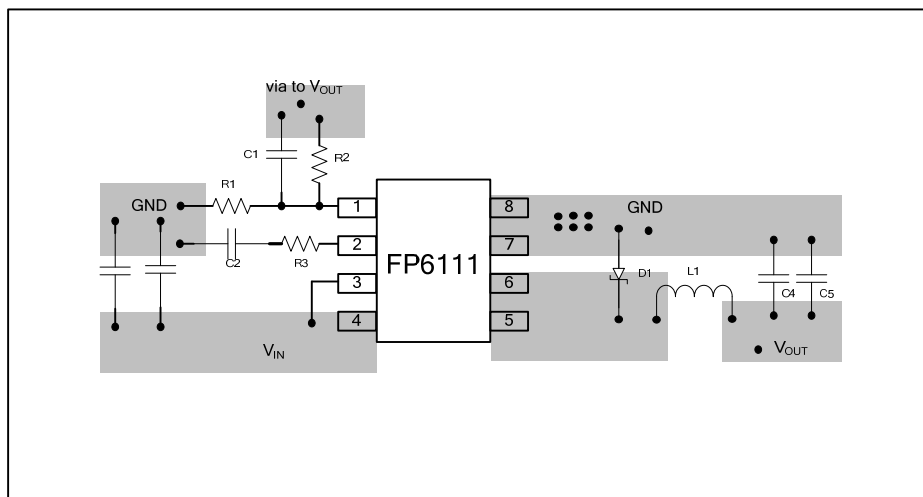 via to VOUT
C1
R2
R1
GND
1
8
GND
C2
R3
2
7
FP6111
3
6
D1
L1
C4
C5
4
5
VIN
VOUT